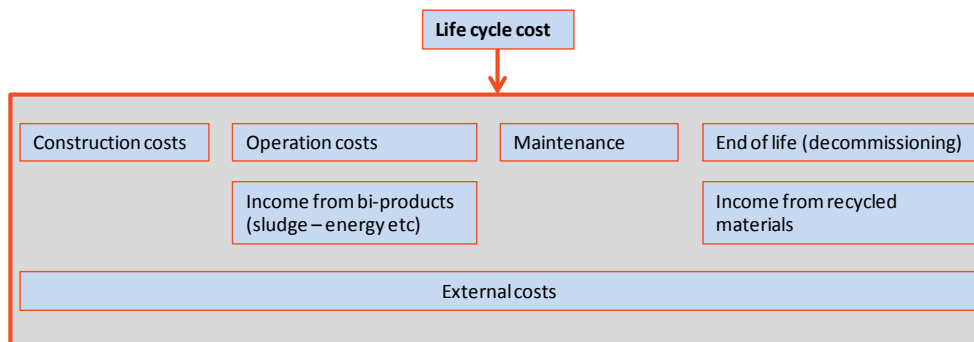 Life cycle cost
Construction costs
Operation costs
Maintenance
End of life (decommissioning)
Income from bi-products
(sludge – energy etc)
Income from recycled
materials
External costs